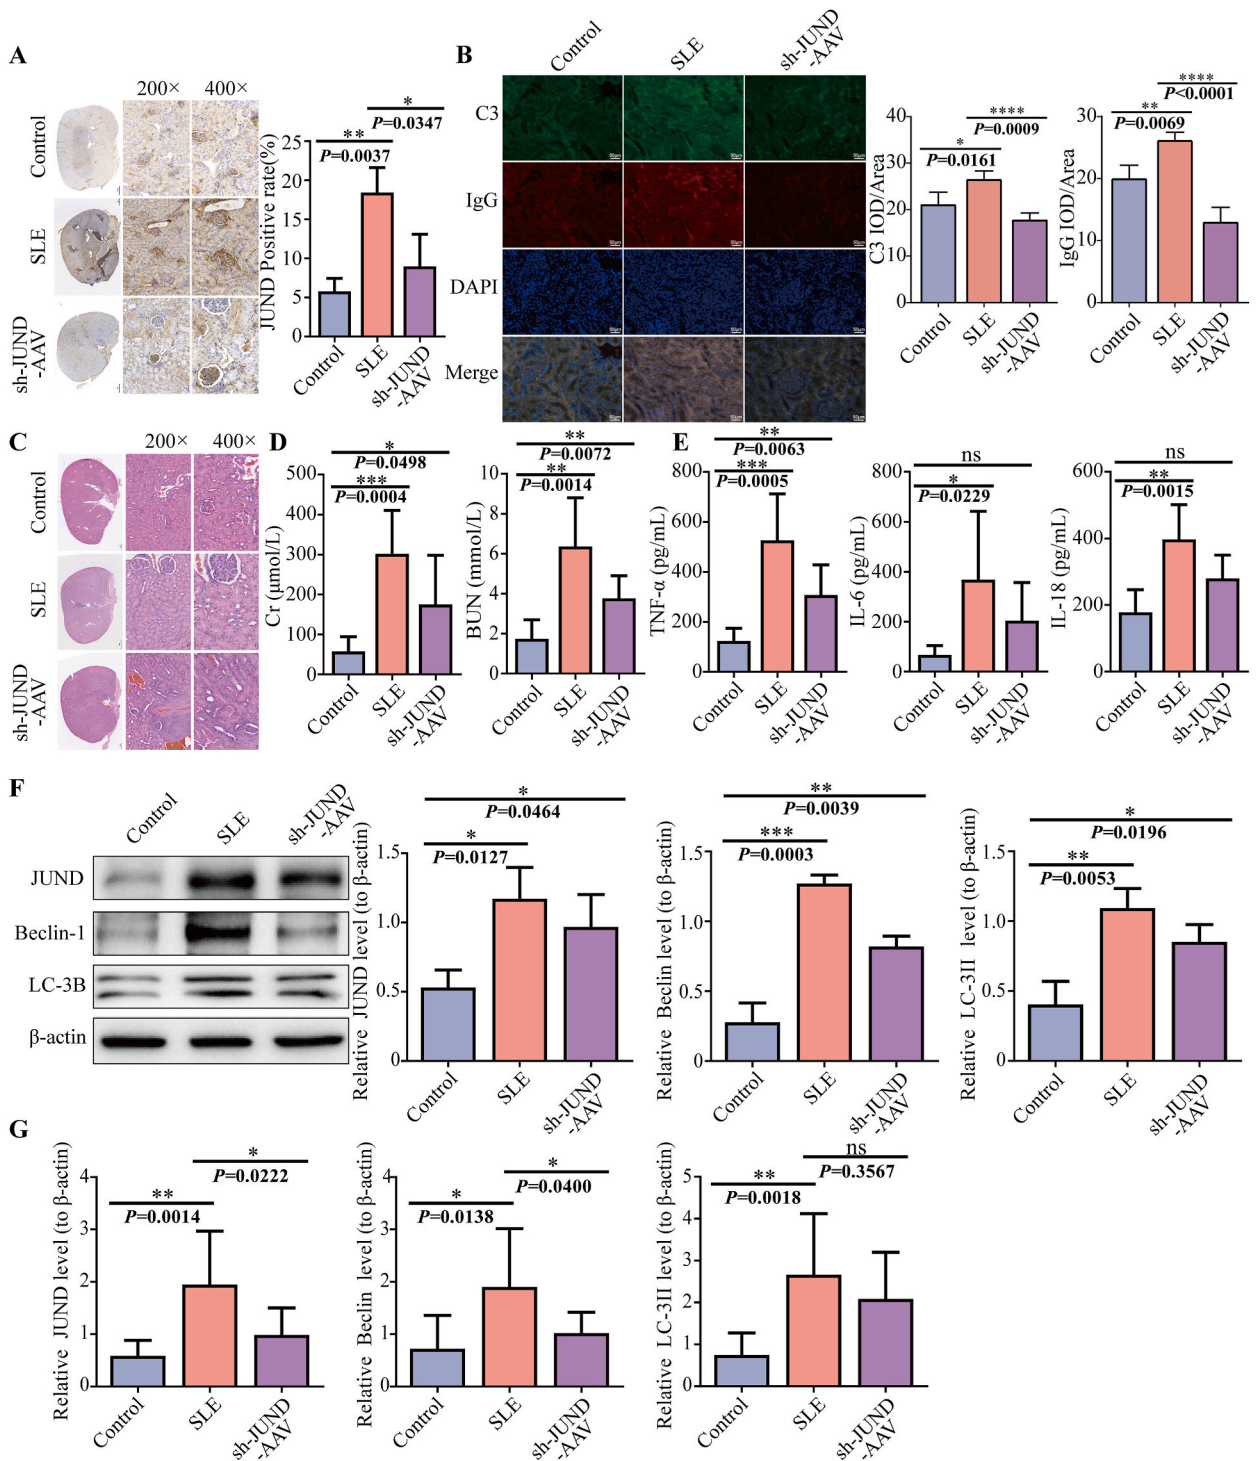 A
200×
400×
Control
SLE
sh-JUND
-AAV
JUND Positive rate(%)
25
20
15
10
5
0
**
P=0.0037
*
P=0.0347
Control
SLE
sh-JUND
-AAV
B
Control
SLE
sh-JUND
-AAV
C3
IgG
DAPI
Merge
50μm
50μm
50μm
50μm
50μm
50μm
50μm
50μm
50μm
50μm
50μm
50μm
C3 IOD/Area
40
30
20
10
0
****
P=0.0009
*
P=0.0161
Control
SLE
sh-JUND
-AAV
IgG IOD/Area
30
20
10
0
****
P<0.0001
**
P=0.0069
Control
SLE
sh-JUND
-AAV
C
200×
400×
Control
SLE
sh-JUND
-AAV
D
Cr (μmol/L)
500
400
300
200
100
0
*
P=0.0498
***
P=0.0004
Control
SLE
sh-JUND
-AAV
BUN (mmol/L)
10
8
6
4
2
0
**
P=0.0072
**
P=0.0014
Control
SLE
sh-JUND
-AAV
E
TNF-α (pg/mL)
800
600
400
200
0
**
P=0.0063
***
P=0.0005
Control
SLE
sh-JUND
-AAV
IL-6 (pg/mL)
800
600
400
200
0
ns
*
P=0.0229
Control
SLE
sh-JUND
-AAV
IL-18 (pg/mL)
600
400
200
0
ns
**
P=0.0015
Control
SLE
sh-JUND
-AAV
F
Control
SLE
sh-JUND
-AAV
JUND
Beclin-1
LC-3B
β-actin
Relative JUND level (to β-actin)
1.5
1.0
0.5
0
*
P=0.0464
*
P=0.0127
Control
SLE
sh-JUND
-AAV
Relative Beclin level (to β-actin)
1.5
1.0
0.5
0
**
P=0.0039
***
P=0.0003
Control
SLE
sh-JUND
-AAV
Relative LC-3II level (to β-actin)
1.5
1.0
0.5
0
*
P=0.0196
**
P=0.0053
Control
SLE
sh-JUND
-AAV
G
Relative JUND level (to β-actin)
4
3
2
1
0
*
P=0.0222
**
P=0.0014
Control
SLE
sh-JUND
-AAV
Relative Beclin level (to β-actin)
4
3
2
1
0
*
P=0.0400
*
P=0.0138
Control
SLE
sh-JUND
-AAV
Relative LC-3II level (to β-actin)
5
4
3
2
1
0
ns
P=0.3567
**
P=0.0018
Control
SLE
sh-JUND
-AAV